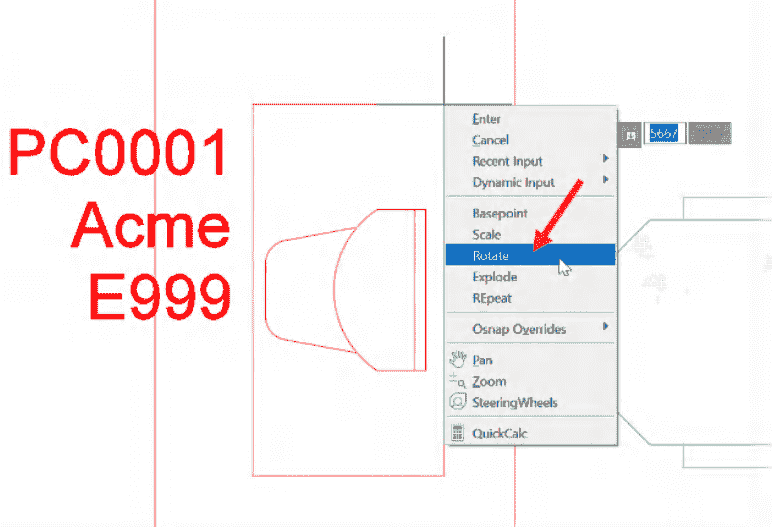 PC0001
Acme
E999
Enter
Cancel
Recent Input
Dynamic Input
Basepoint
Scale
Rotate
Explode
REpeat
Osnap Overrides
Pan
Zoom
SteeringWheels
QuickCalc
5667